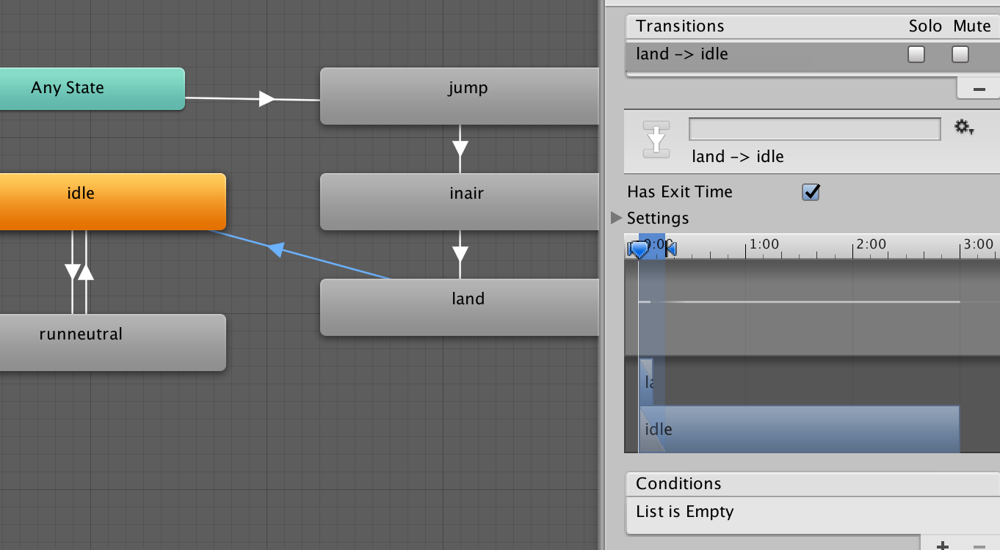 Any State
jump
idle
inair
land
runneutral
Transitions Solo Mute
land -> idle
land -> idle
Has Exit Time
Settings
0:00 1:00 2:00 3:00
la
idle
Conditions
List is Empty